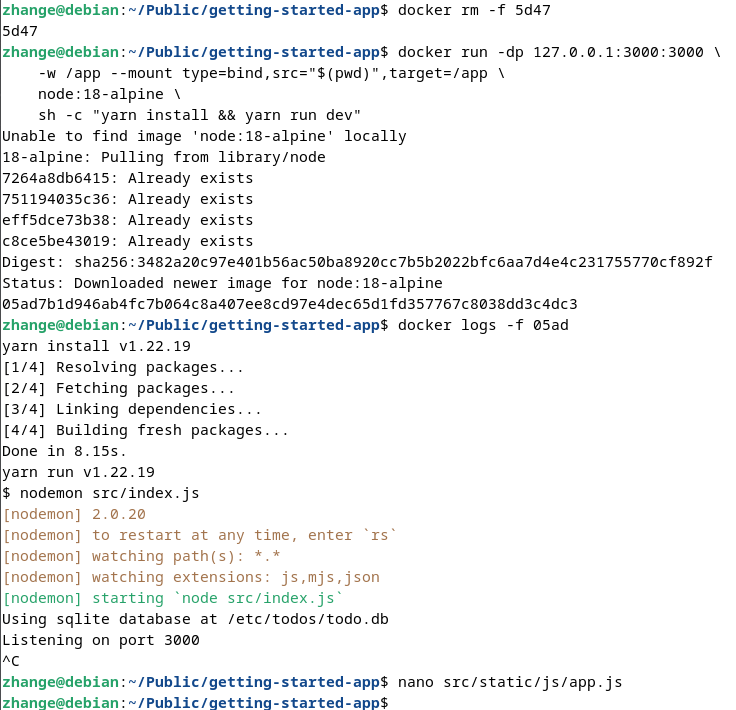 zhange@debian:~/Public/getting-started-app$ docker rm -f 5d47
5d47
zhange@debian:~/Public/getting-started-app$ docker run -dp 127.0.0.1:3000:3000 \
    -w /app --mount type=bind,src="$(pwd)",target=/app \
    node:18-alpine \
    sh -c "yarn install && yarn run dev"
Unable to find image 'node:18-alpine' locally
18-alpine: Pulling from library/node
7264a8db6415: Already exists
751194035c36: Already exists
eff5dce73b38: Already exists
c8ce5be43019: Already exists
Digest: sha256:3482a20c97e401b56ac50ba8920cc7b5b2022bfc6aa7d4e4c231755770cf892f
Status: Downloaded newer image for node:18-alpine
05ad7b1d946ab4fc7b064c8a407ee8cd97e4dec65d1fd357767c8038dd3c4dc3
zhange@debian:~/Public/getting-started-app$ docker logs -f 05ad
yarn install v1.22.19
[1/4] Resolving packages...
[2/4] Fetching packages...
[3/4] Linking dependencies...
[4/4] Building fresh packages...
Done in 8.15s.
yarn run v1.22.19
$ nodemon src/index.js
[nodemon] 2.0.20
[nodemon] to restart at any time, enter `rs`
[nodemon] watching path(s): *.*
[nodemon] watching extensions: js,mjs,json
[nodemon] starting `node src/index.js`
Using sqlite database at /etc/todos/todo.db
Listening on port 3000
^C
zhange@debian:~/Public/getting-started-app$ nano src/static/js/app.js
zhange@debian:~/Public/getting-started-app$